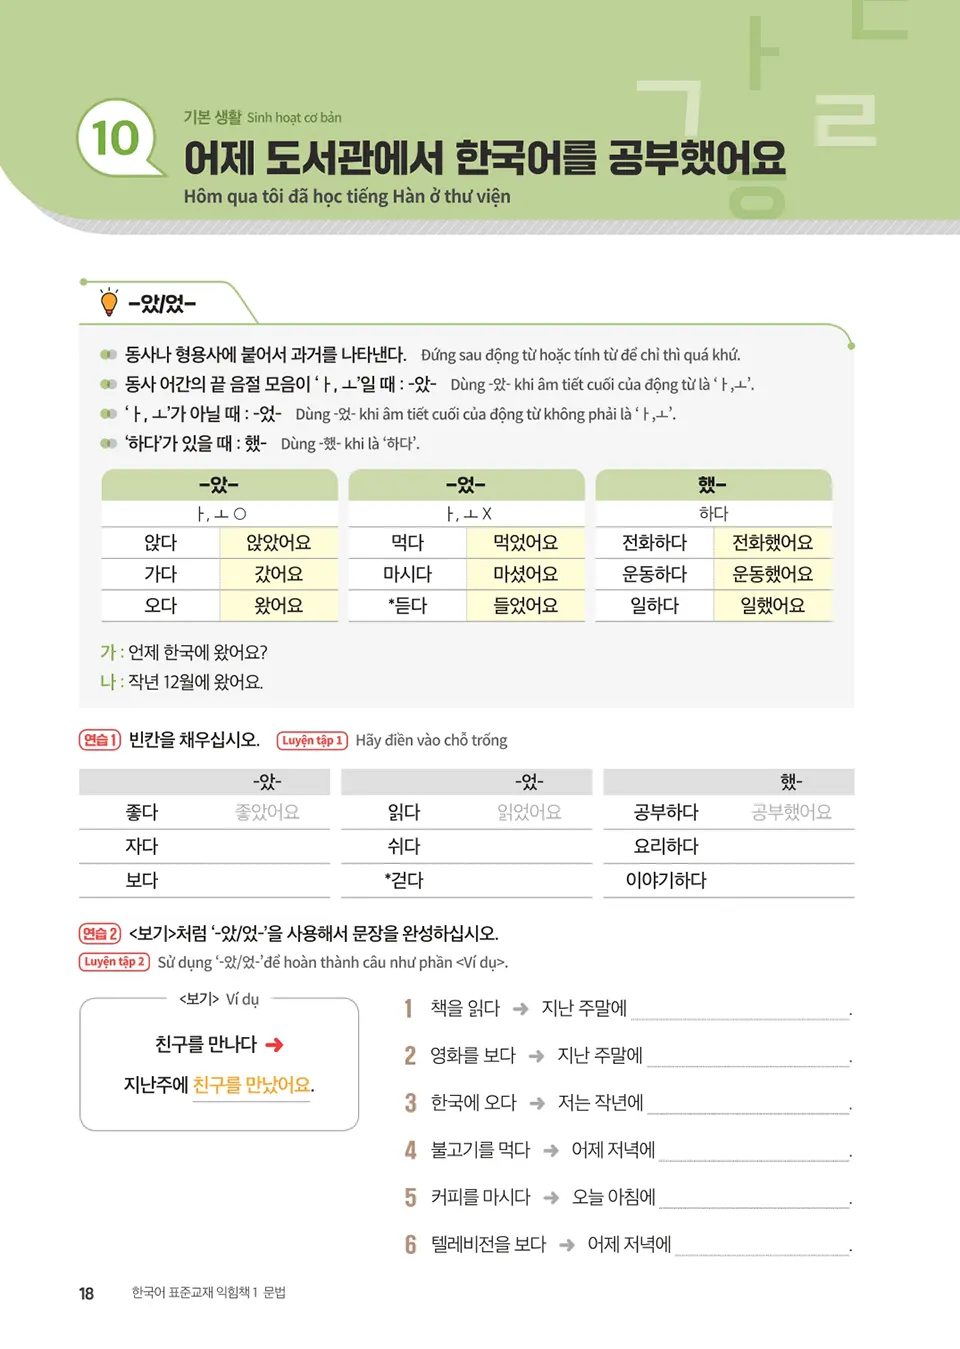 10
기본 생활 Sinh hoạt cơ bản
어제 도서관에서 한국어를 공부했어요
Hôm qua tôi đã học tiếng Hàn ở thư viện
ㄱ ㅏ ㄷ ㄹ ㅎ
–았/었–
동사나 형용사에 붙어서 과거를 나타낸다. Đứng sau động từ hoặc tính từ để chỉ thì quá khứ.
동사 어간의 끝 음절 모음이 ‘ㅏ, ㅗ’일 때 : -았- Dùng -았- khi âm tiết cuối của động từ là ‘ㅏ,ㅗ’.
‘ㅏ, ㅗ’가 아닐 때 : -었- Dùng -었- khi âm tiết cuối của động từ không phải là ‘ㅏ,ㅗ’.
‘하다’가 있을 때 : 했- Dùng -했- khi là ‘하다’.
–았– –었– 했–
ㅏ, ㅗ ○ ㅏ, ㅗ X 하다
앉다 앉았어요 먹다 먹었어요 전화하다 전화했어요
가다 갔어요 마시다 마셨어요 운동하다 운동했어요
오다 왔어요 *듣다 들었어요 일하다 일했어요
가 : 언제 한국에 왔어요?
나 : 작년 12월에 왔어요.
연습 1 빈칸을 채우십시오. Luyện tập 1 Hãy điền vào chỗ trống
-았- -었- 했-
좋다 좋았어요 읽다 읽었어요 공부하다 공부했어요
자다 쉬다 요리하다
보다 *걷다 이야기하다
연습 2 <보기>처럼 ‘-았/었-’을 사용해서 문장을 완성하십시오.
Luyện tập 2 Sử dụng ‘-았/었-’để hoàn thành câu như phần <Ví dụ>.
<보기> Ví dụ
친구를 만나다 ➜
지난주에 친구를 만났어요.
1 책을 읽다 ➜ 지난 주말에 .
2 영화를 보다 ➜ 지난 주말에 .
3 한국에 오다 ➜ 저는 작년에 .
4 불고기를 먹다 ➜ 어제 저녁에 .
5 커피를 마시다 ➜ 오늘 아침에 .
6 텔레비전을 보다 ➜ 어제 저녁에 .
18 한국어 표준교재 익힘책 1 문법